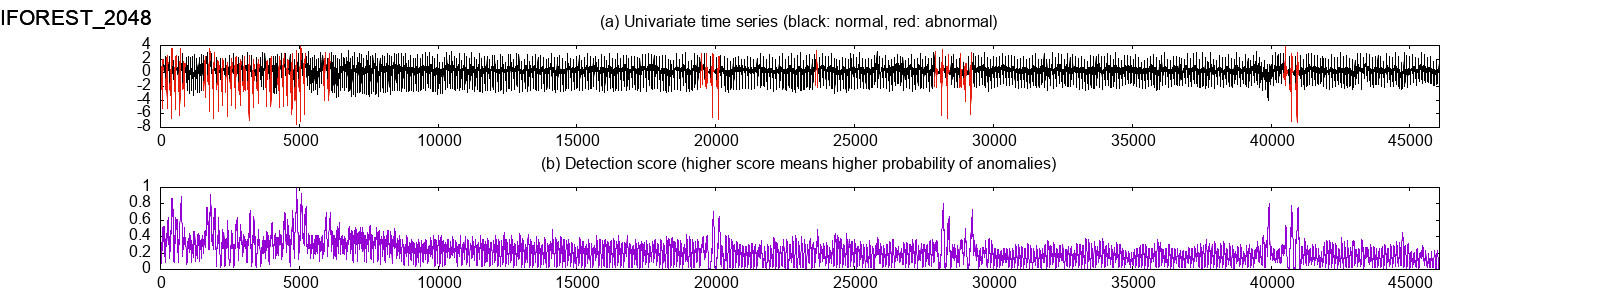 IFOREST_2048
(a) Univariate time series (black: normal, red: abnormal)
4
2
0
-2
-4
-6
-8
0 5000 10000 15000 20000 25000 30000 35000 40000 45000
(b) Detection score (higher score means higher probability of anomalies)
1
0.8
0.6
0.4
0.2
0
0 5000 10000 15000 20000 25000 30000 35000 40000 45000